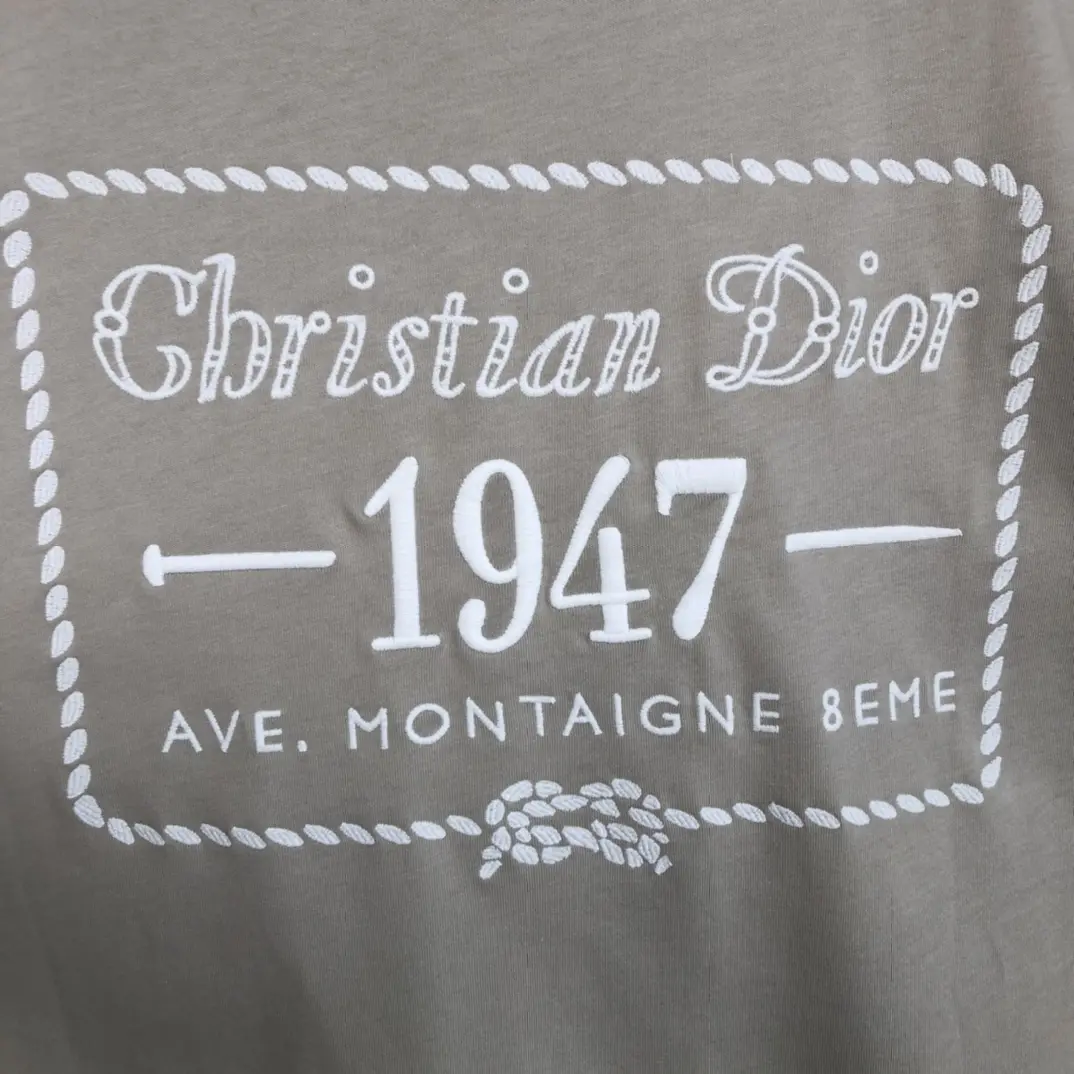 Christian Dior
1947
AVE. MONTAIGNE 8EME